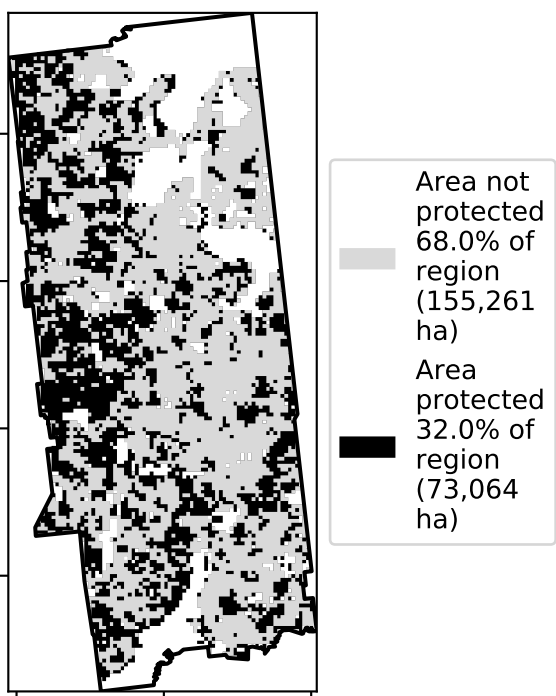 Area not
protected
68.0% of
region
(155,261
ha)
Area
protected
32.0% of
region
(73,064
ha)